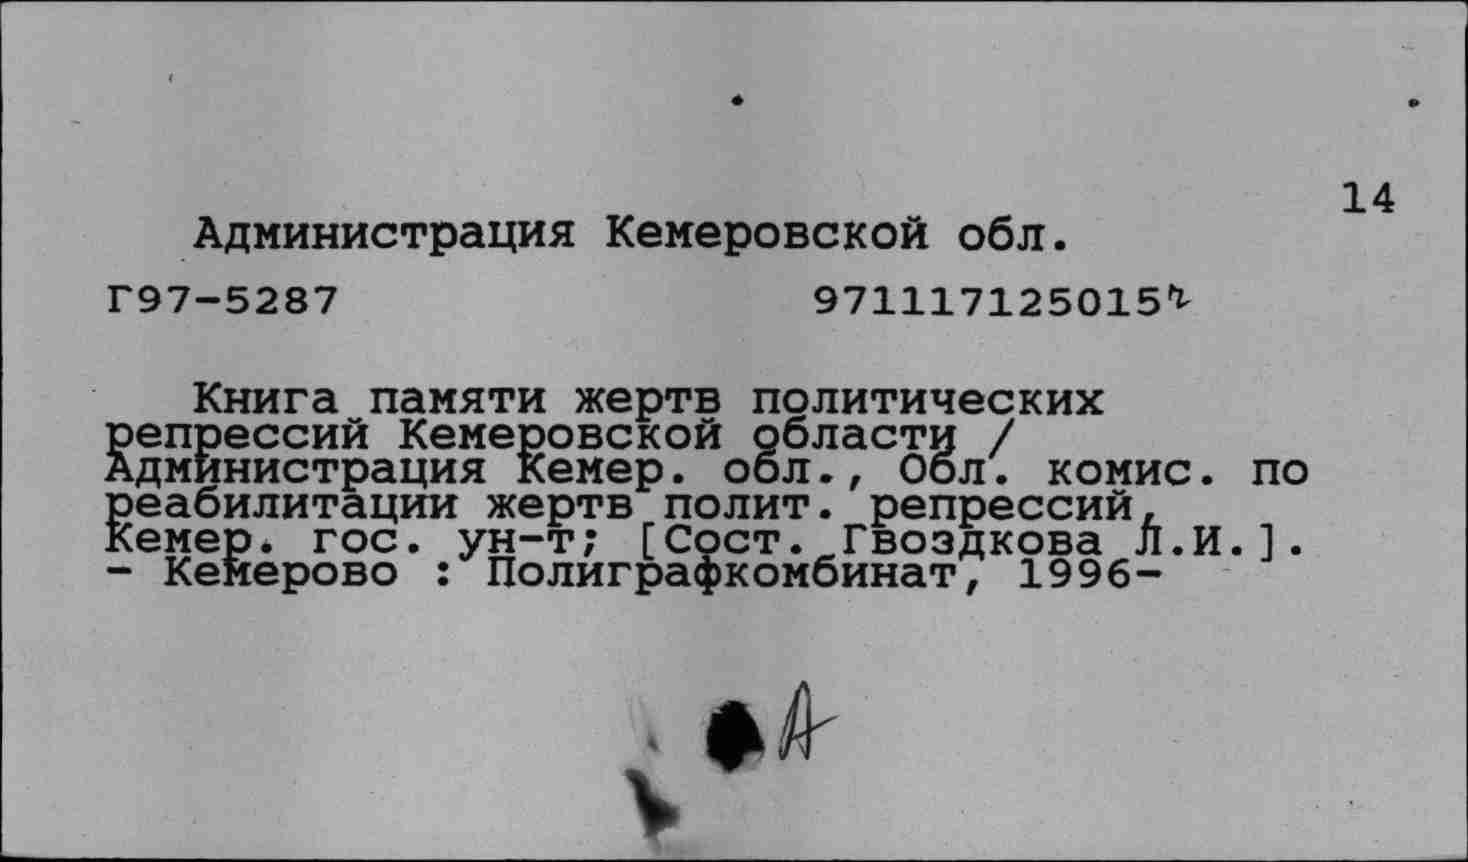 14
Администрация Кемеровской обл.
Г97-5287 971117125015
Книга памяти жертв политических
репрессий Кемеровской области /
Администрация Кемер. обл., Обл. комис. по
реабилитации жертв полит. репрессий,
Кемер. гос. ун-т; [Сост. Гвоздкова Л.И.].
- Кемерово : Полиграфкомбинат, 1996-